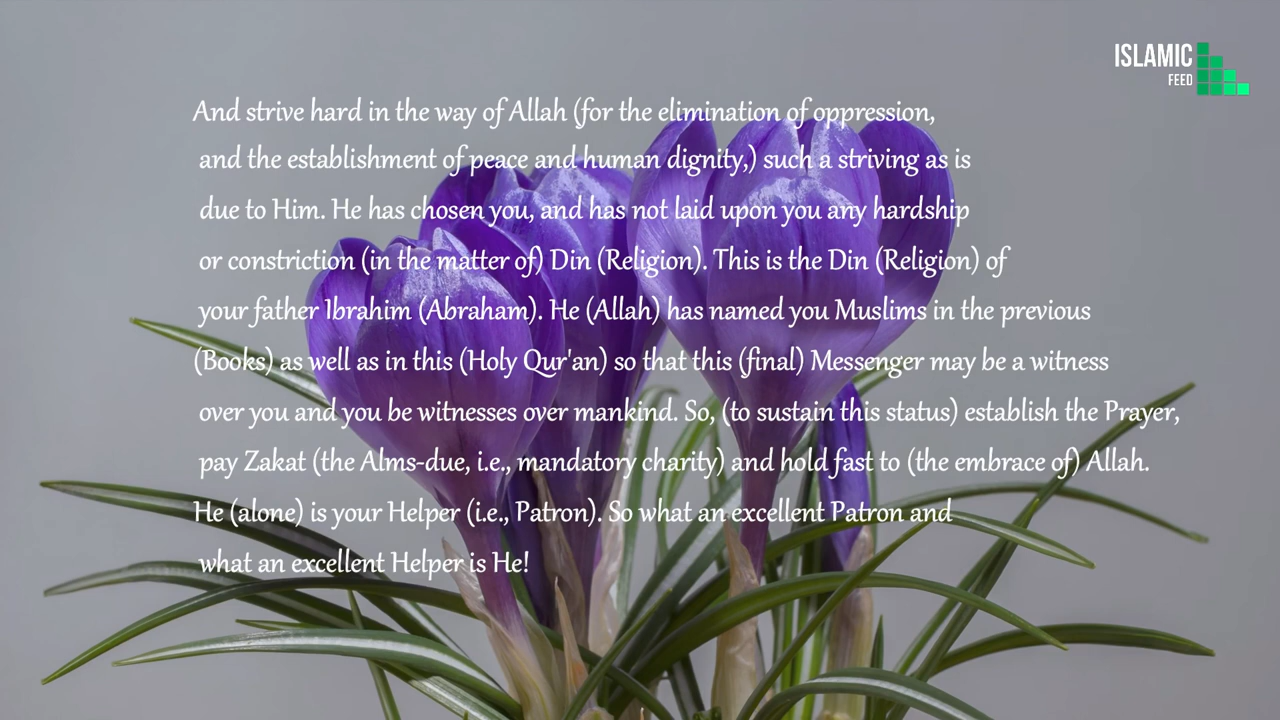 ISLAMIC
FEED
And strive hard in the way of Allah (for the elimination of oppression,
and the establishment of peace and human dignity,) such a striving as is
due to Him. He has chosen you, and has not laid upon you any hardship
or constriction (in the matter of) Din (Religion). This is the Din (Religion) of
your father Ibrahim (Abraham). He (Allah) has named you Muslims in the previous
(Books) as well as in this (Holy Qur'an) so that this (final) Messenger may be a witness
over you and you be witnesses over mankind. So, (to sustain this status) establish the Prayer,
pay Zakat (the Alms-due, i.e., mandatory charity) and hold fast to (the embrace of) Allah.
He (alone) is your Helper (i.e., Patron). So what an excellent Patron and
what an excellent Helper is He!